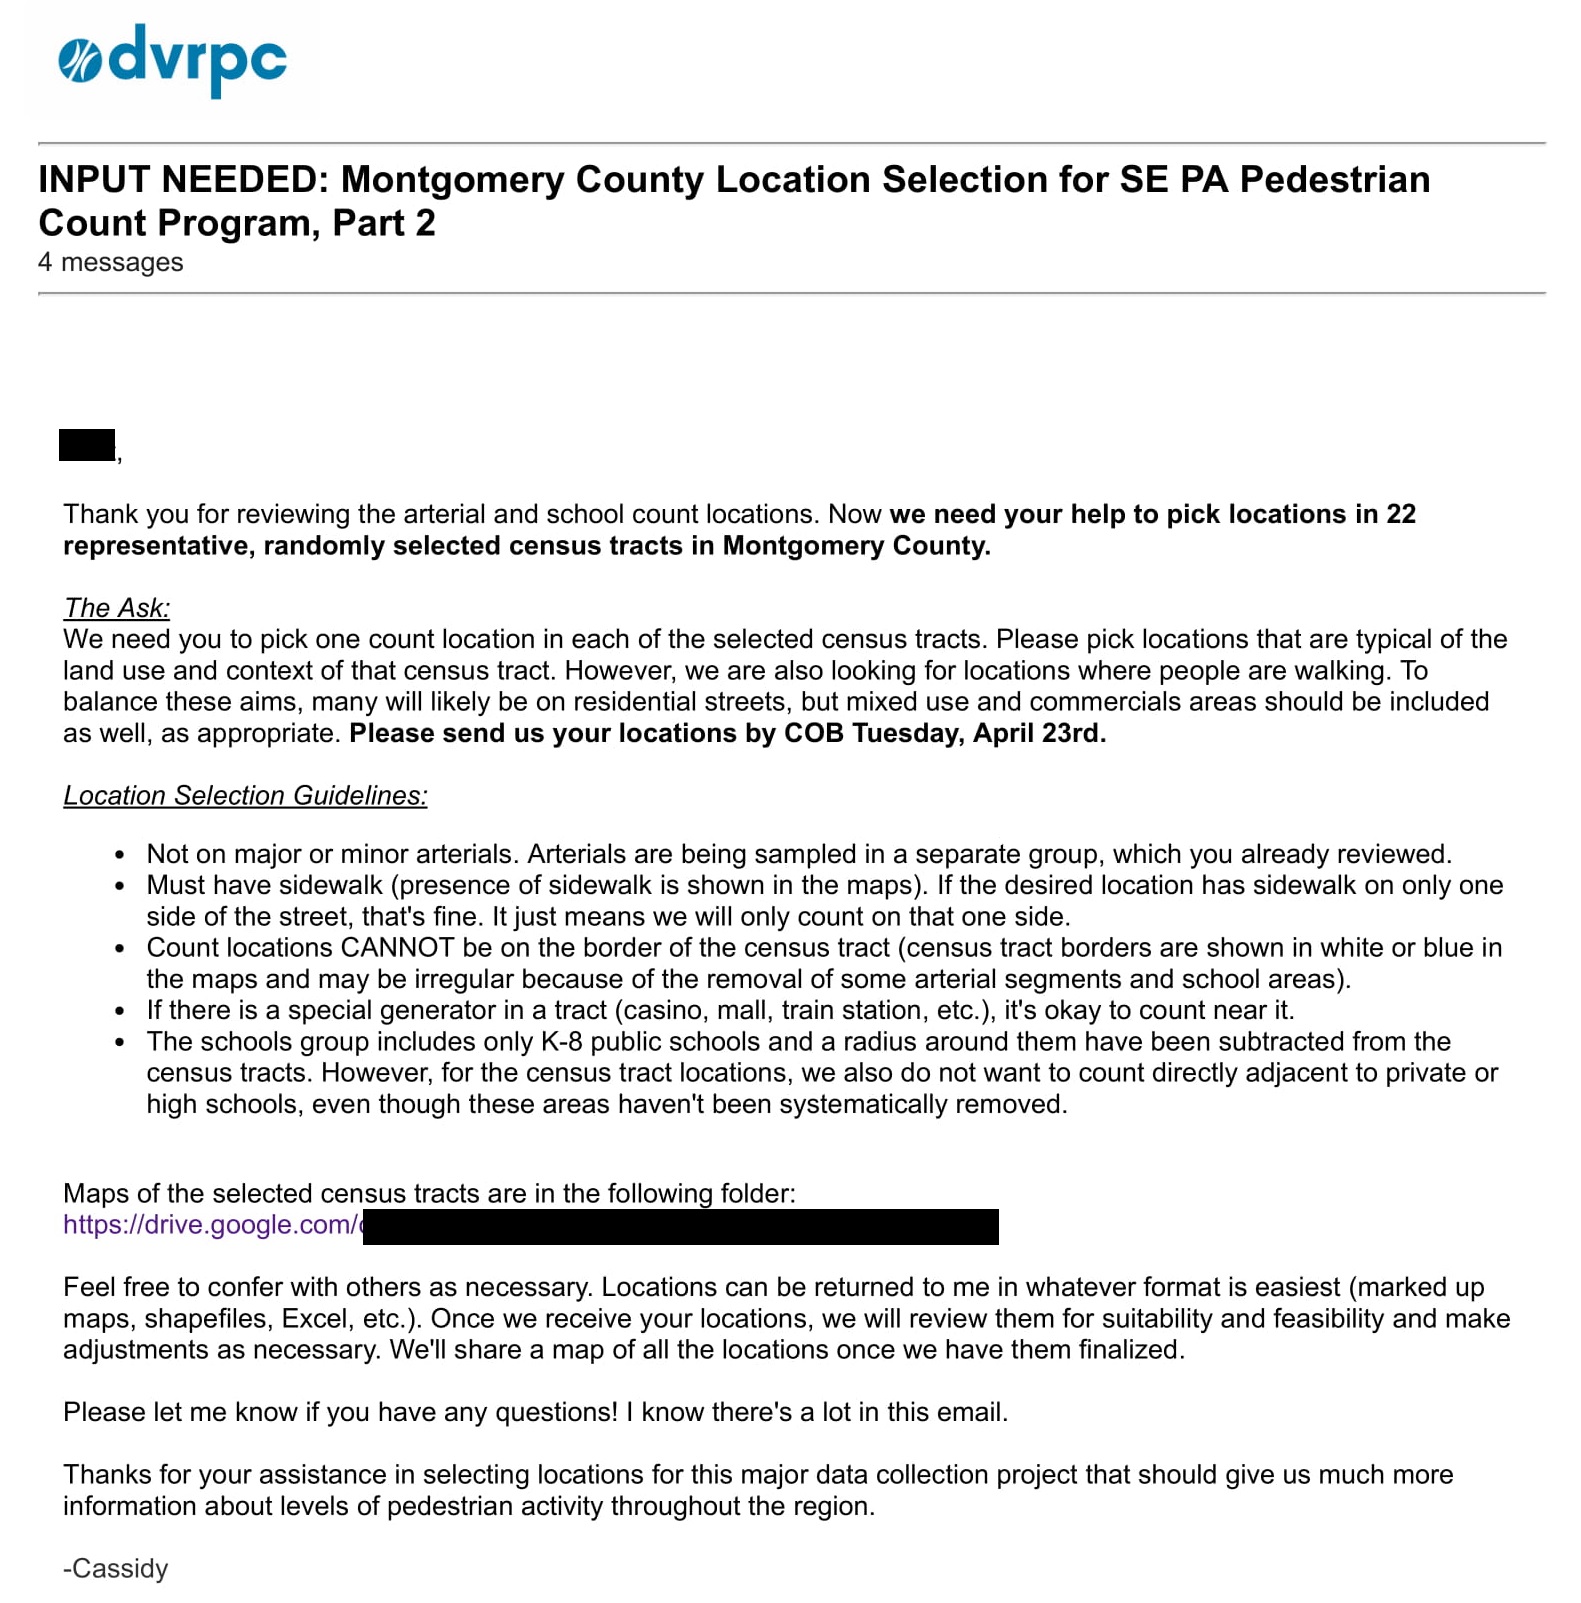 dvrpc
INPUT NEEDED: Montgomery County Location Selection for SE PA Pedestrian
Count Program, Part 2
4 messages
,
Thank you for reviewing the arterial and school count locations. Now we need your help to pick locations in 22
representative, randomly selected census tracts in Montgomery County.
The Ask:
We need you to pick one count location in each of the selected census tracts. Please pick locations that are typical of the
land use and context of that census tract. However, we are also looking for locations where people are walking. To
balance these aims, many will likely be on residential streets, but mixed use and commercials areas should be included
as well, as appropriate. Please send us your locations by COB Tuesday, April 23rd.
Location Selection Guidelines:
• Not on major or minor arterials. Arterials are being sampled in a separate group, which you already reviewed.
• Must have sidewalk (presence of sidewalk is shown in the maps). If the desired location has sidewalk on only one
side of the street, that's fine. It just means we will only count on that one side.
• Count locations CANNOT be on the border of the census tract (census tract borders are shown in white or blue in
the maps and may be irregular because of the removal of some arterial segments and school areas).
• If there is a special generator in a tract (casino, mall, train station, etc.), it's okay to count near it.
• The schools group includes only K-8 public schools and a radius around them have been subtracted from the
census tracts. However, for the census tract locations, we also do not want to count directly adjacent to private or
high schools, even though these areas haven't been systematically removed.
Maps of the selected census tracts are in the following folder:
https://drive.google.com/
Feel free to confer with others as necessary. Locations can be returned to me in whatever format is easiest (marked up
maps, shapefiles, Excel, etc.). Once we receive your locations, we will review them for suitability and feasibility and make
adjustments as necessary. We'll share a map of all the locations once we have them finalized.
Please let me know if you have any questions! I know there's a lot in this email.
Thanks for your assistance in selecting locations for this major data collection project that should give us much more
information about levels of pedestrian activity throughout the region.
-Cassidy